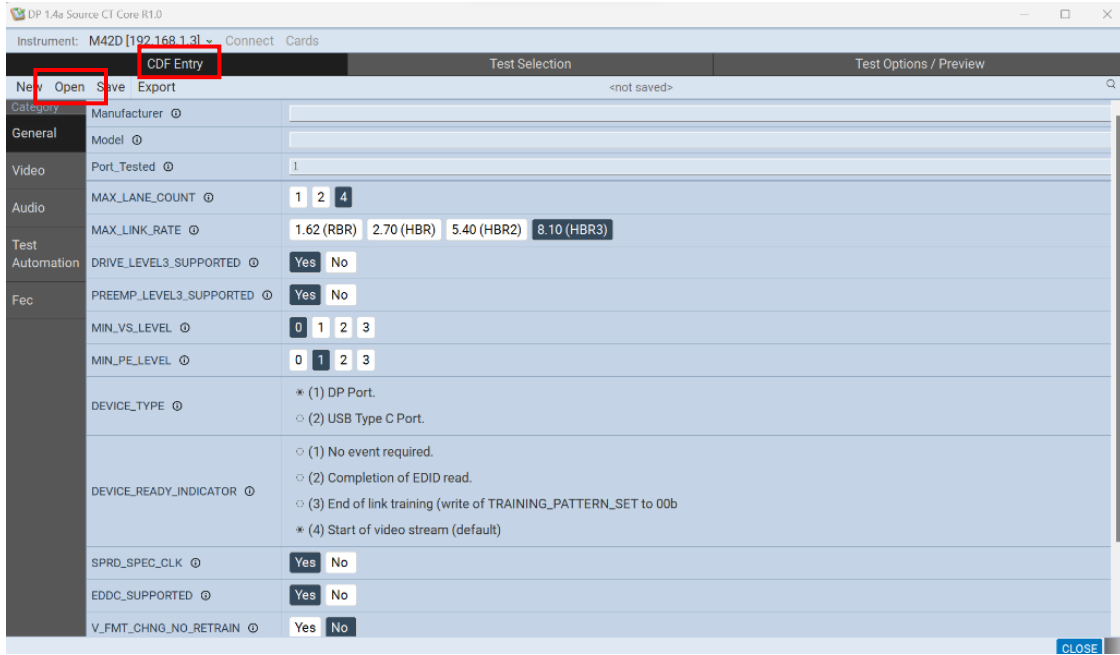 DP 1.4a Source CT Core R1.0
Instrument: M42D [192.168.1.3] Connect Cards
CDF Entry Test Selection Test Options / Preview
New Open Save Export <not saved>
Category
General
Video
Audio
Test
Automation
Fec
Manufacturer
Model
Port_Tested 1
MAX_LANE_COUNT 1 2 4
MAX_LINK_RATE 1.62 (RBR) 2.70 (HBR) 5.40 (HBR2) 8.10 (HBR3)
DRIVE_LEVEL3_SUPPORTED Yes No
PREEMP_LEVEL3_SUPPORTED Yes No
MIN_VS_LEVEL 0 1 2 3
MIN_PE_LEVEL 0 1 2 3
DEVICE_TYPE
(1) DP Port.
(2) USB Type C Port.
DEVICE_READY_INDICATOR
(1) No event required.
(2) Completion of EDID read.
(3) End of link training (write of TRAINING_PATTERN_SET to 00b
(4) Start of video stream (default)
SPRD_SPEC_CLK Yes No
EDDC_SUPPORTED Yes No
V_FMT_CHNG_NO_RETRAIN Yes No
CLOSE